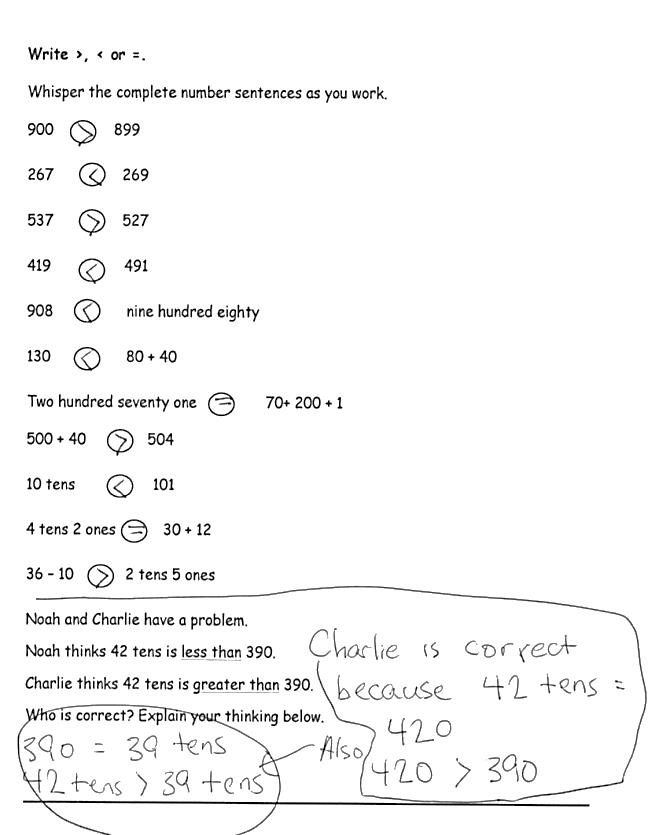 Write >, < or =.
Whisper the complete number sentences as you work.
900 > 899
267 < 269
537 > 527
419 < 491
908 < nine hundred eighty
130 < 80 + 40
Two hundred seventy one = 70+ 200 + 1
500 + 40 > 504
10 tens < 101
4 tens 2 ones = 30 + 12
36 - 10 > 2 tens 5 ones
Noah and Charlie have a problem.
Noah thinks 42 tens is less than 390.
Charlie thinks 42 tens is greater than 390.
Who is correct? Explain your thinking below.
Charlie is correct
because 42 tens =
420
420 > 390
Also
390 = 39 tens
42 tens > 39 tens